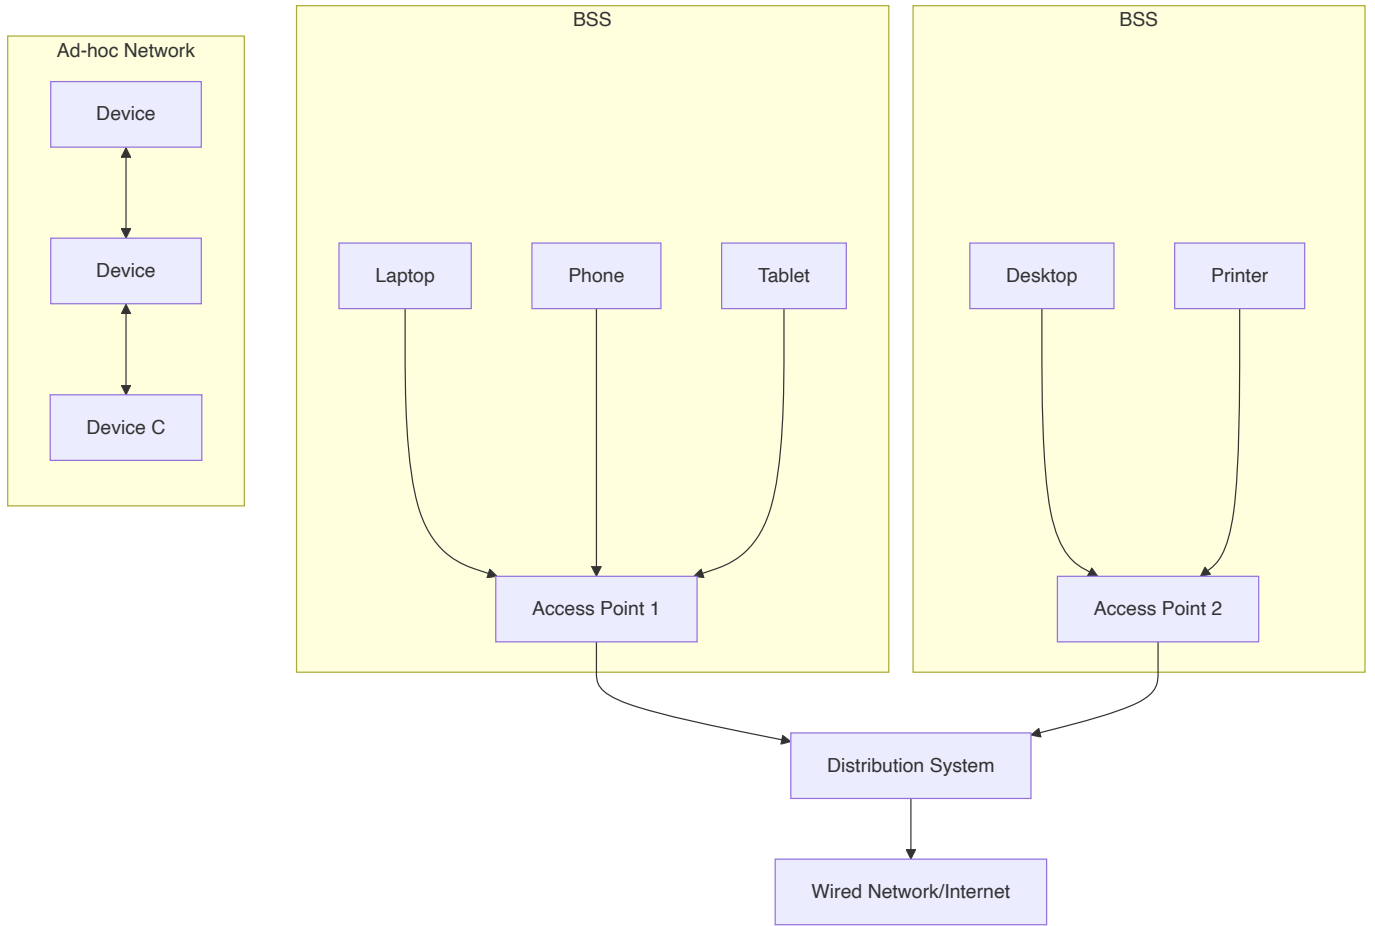 Ad-hoc Network
Device
Device
Device C
BSS
Laptop
Phone
Tablet
Access Point 1
BSS
Desktop
Printer
Access Point 2
Distribution System
Wired Network/Internet